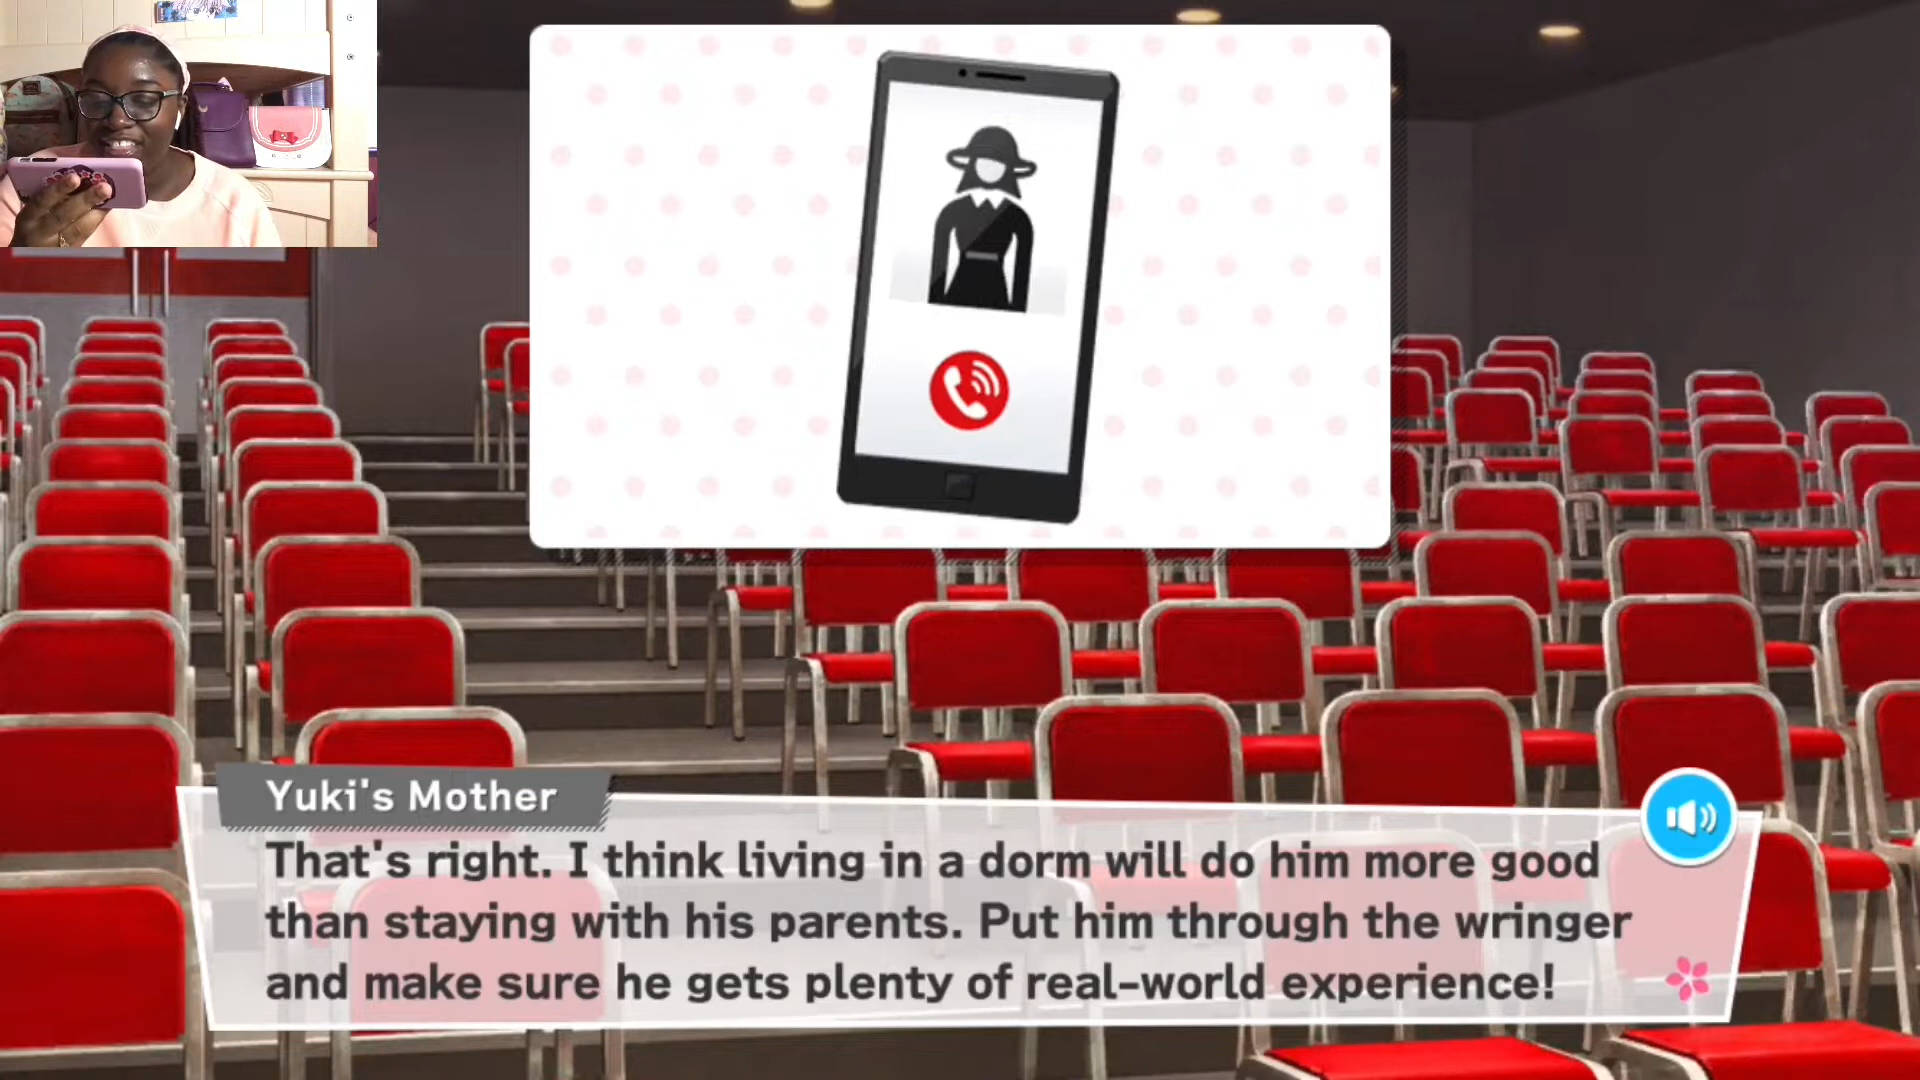 Yuki's Mother
That's right. I think living in a dorm will do him more good
than staying with his parents. Put him through the wringer
and make sure he gets plenty of real-world experience!